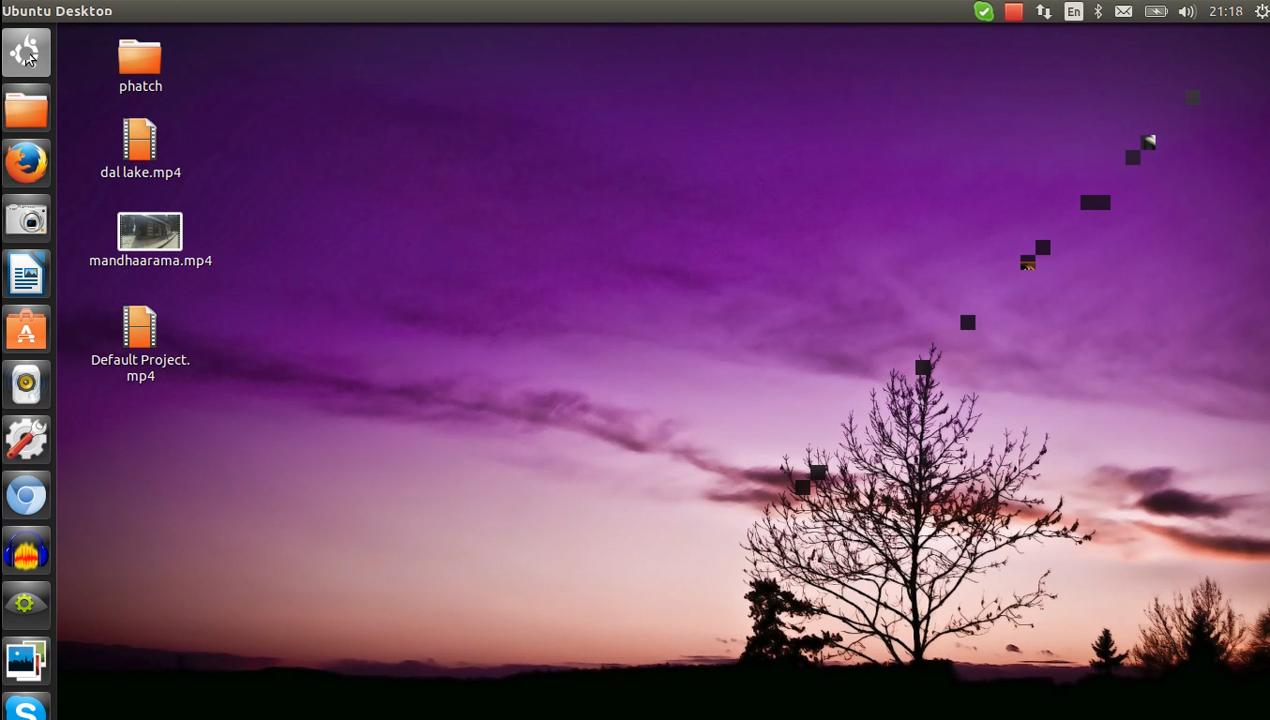 Ubuntu Desktop
En
21:18
phatch
dal lake.mp4
mandhaarama.mp4
Default Project.
mp4